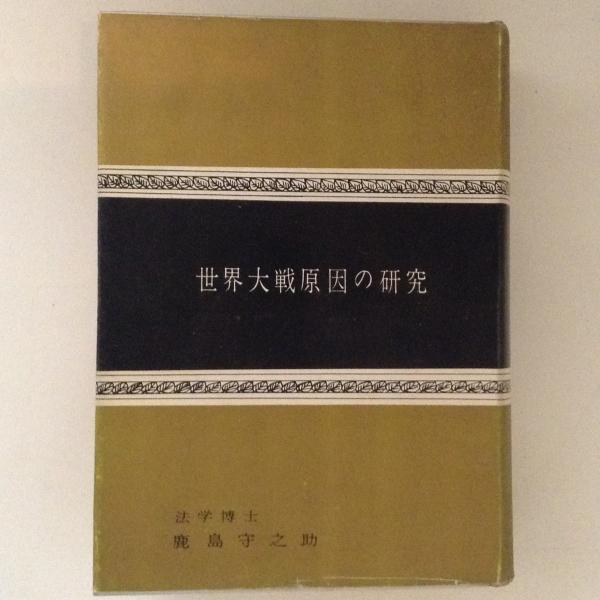 世界大戦原因の研究
法学博士
鹿島守之助